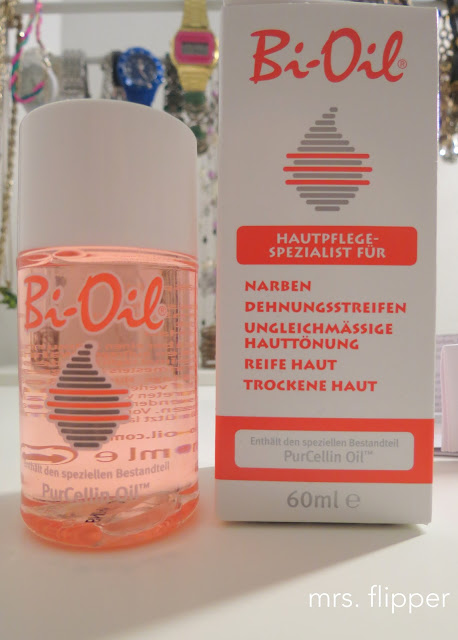 Bi-Oil®
HAUTPFLEGE-
SPEZIALIST FÜR
NARBEN
DEHNUNGSSTREIFEN
UNGLEICHMÄSSIGE
HAUTTÖNUNG
REIFE HAUT
TROCKENE HAUT
Enthält den speziellen Bestandteil
PurCellin Oil™
60ml e
Bi-Oil®
Enthält den speziellen Bestandteil
PurCellin Oil™
mrs. flipper